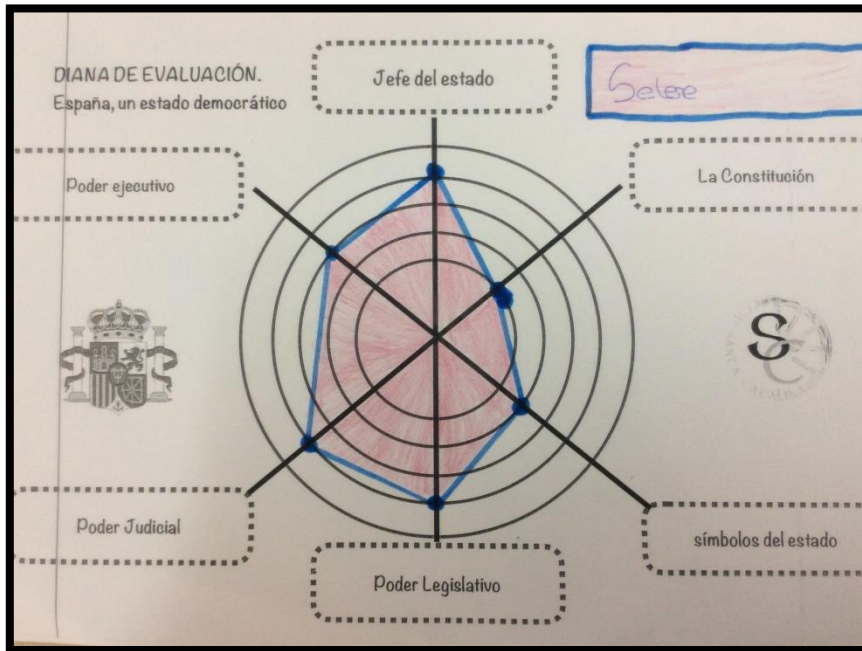 DIANA DE EVALUACIÓN.
España, un estado democrático
Jefe del estado
Poder ejecutivo
La Constitución
Poder Judicial
símbolos del estado
Poder Legislativo